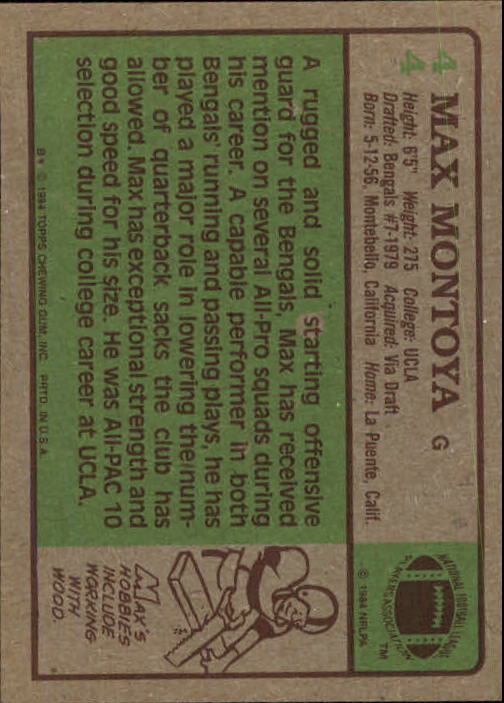 44
MAX MONTOYA G
Height: 6'5" Weight: 275 College: UCLA
Drafted: Bengals #7-1979 Acquired: Via Draft
Born: 5-12-56, Montebello, California Home: La Puente, Calif.
NATIONAL FOOTBALL LEAGUE
PLAYERS ASSOCIATION
TM
© 1984 NFLPA
A rugged and solid starting offensive
guard for the Bengals, Max has received
mention on several All-Pro squads during
his career. A capable performer in both
Bengals' running and passing plays, he has
played a major role in lowering the num-
ber of quarterback sacks the club has
allowed. Max has exceptional strength and
good speed for his size. He was All-PAC 10
selection during college career at UCLA.
MAX'S
HOBBIES
INCLUDE
WORKING
WITH
WOOD.
B* © 1984 TOPPS CHEWING GUM, INC. PRTD. IN U.S.A.